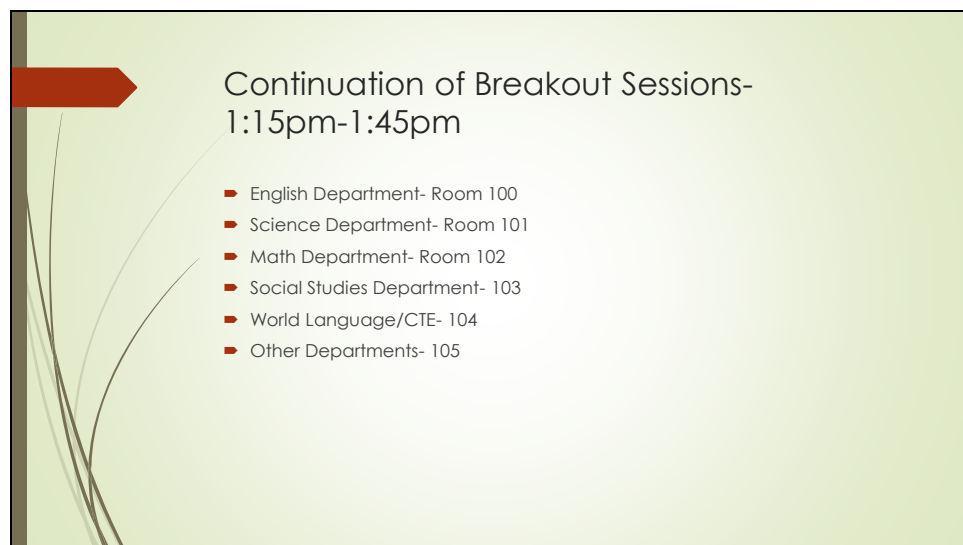 Continuation of Breakout Sessions-
1:15pm-1:45pm
English Department- Room 100
Science Department- Room 101
Math Department- Room 102
Social Studies Department- 103
World Language/CTE- 104
Other Departments- 105